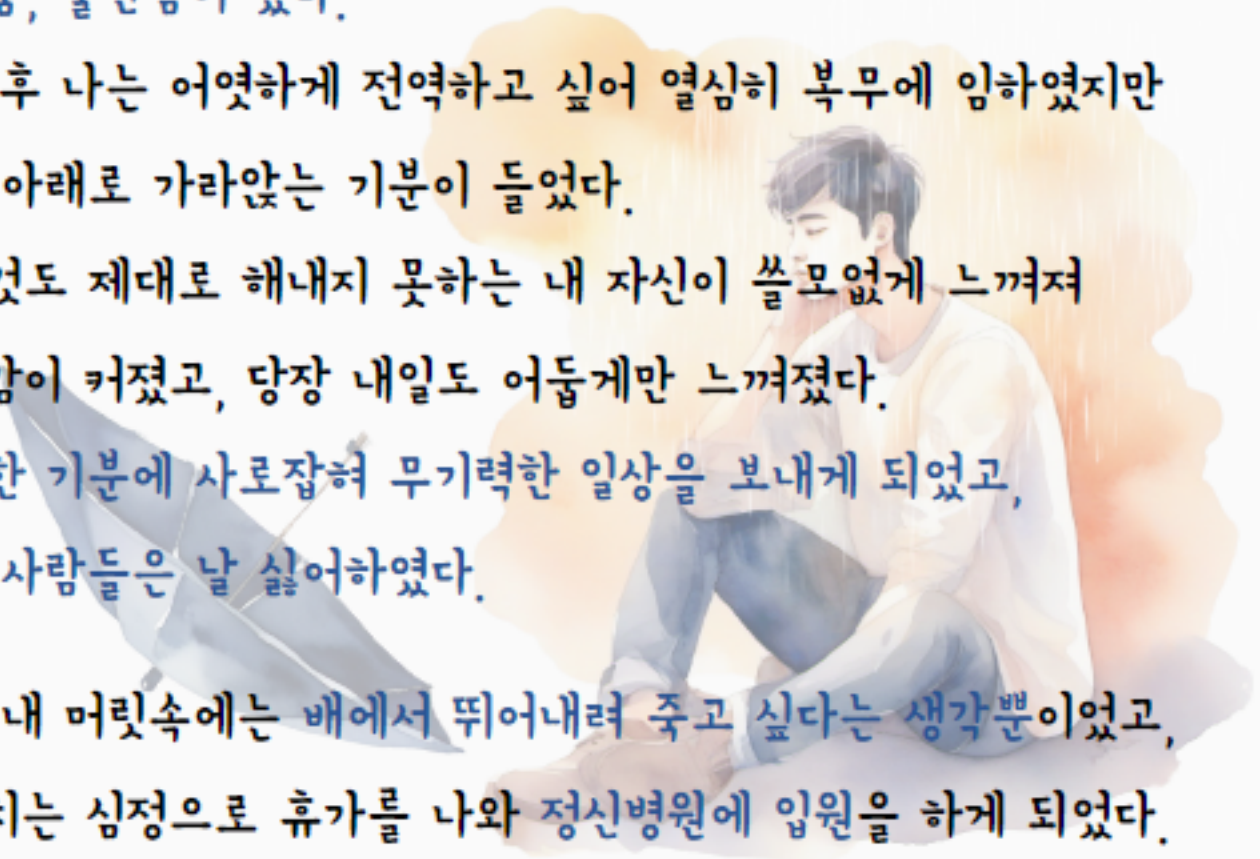 후 나는 어엿하게 전역하고 싶어 열심히 복무에 임하였지만
아래로 가라앉는 기분이 들었다.
것도 제대로 해내지 못하는 내 자신이 쓸모없게 느껴져
감이 커졌고, 당장 내일도 어둡게만 느껴졌다.
한 기분에 사로잡혀 무기력한 일상을 보내게 되었고,
사람들은 날 싫어하였다.
내 머릿속에는 배에서 뛰어내려 죽고 싶다는 생각뿐이었고,
는 심정으로 휴가를 나와 정신병원에 입원을 하게 되었다.